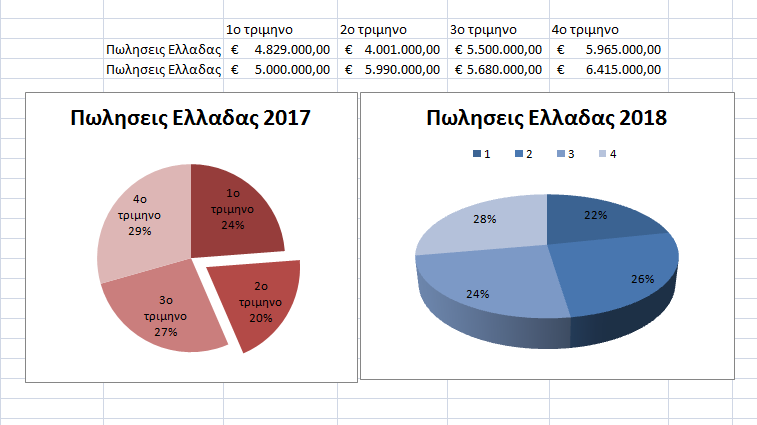 1ο τριμηνο 2ο τριμηνο 3ο τριμηνο 4ο τριμηνο
Πωλησεις Ελλαδας € 4.829.000,00 € 4.001.000,00 € 5.500.000,00 € 5.965.000,00
Πωλησεις Ελλαδας € 5.000.000,00 € 5.990.000,00 € 5.680.000,00 € 6.415.000,00
Πωλησεις Ελλαδας 2017
1ο
τριμηνο
24%
2ο
τριμηνο
20%
3ο
τριμηνο
27%
4ο
τριμηνο
29%
Πωλησεις Ελλαδας 2018
1 2 3 4
22%
26%
24%
28%